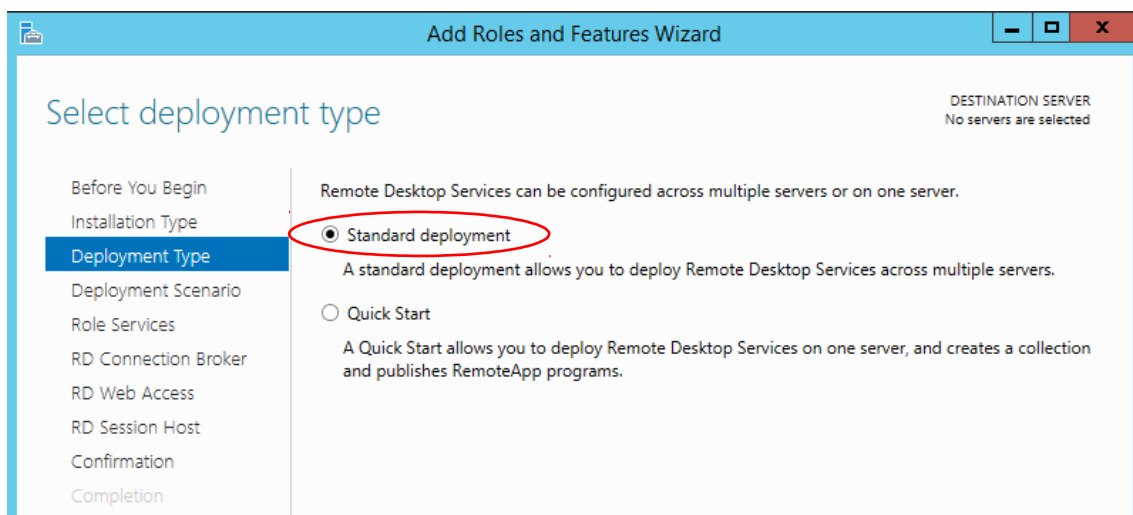 Add Roles and Features Wizard
Select deployment type
DESTINATION SERVER
No servers are selected
Before You Begin
Installation Type
Deployment Type
Deployment Scenario
Role Services
RD Connection Broker
RD Web Access
RD Session Host
Confirmation
Completion
Remote Desktop Services can be configured across multiple servers or on one server.
Standard deployment
A standard deployment allows you to deploy Remote Desktop Services across multiple servers.
Quick Start
A Quick Start allows you to deploy Remote Desktop Services on one server, and creates a collection
and publishes RemoteApp programs.